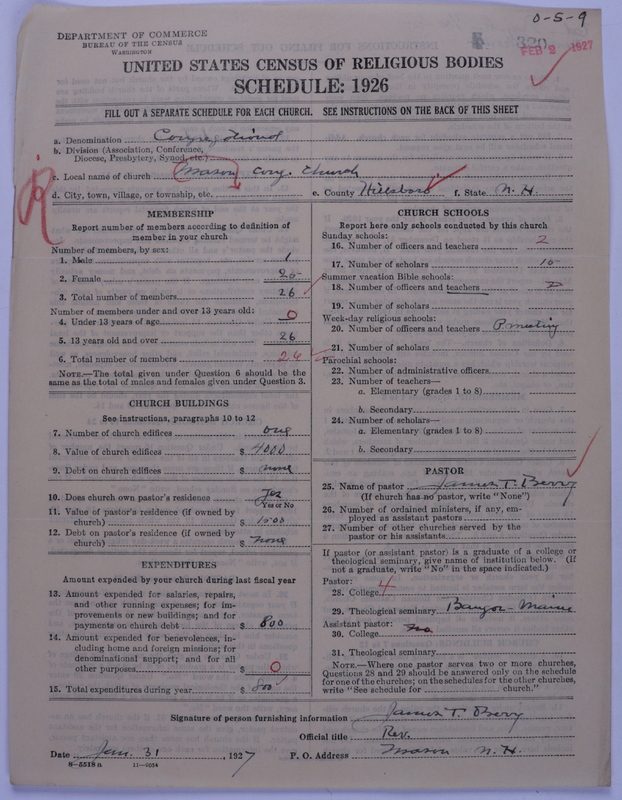 0-5-9
DEPARTMENT OF COMMERCE
BUREAU OF THE CENSUS
WASHINGTON
FEB 2 1927
UNITED STATES CENSUS OF RELIGIOUS BODIES
SCHEDULE: 1926
FILL OUT A SEPARATE SCHEDULE FOR EACH CHURCH. SEE INSTRUCTIONS ON THE BACK OF THIS SHEET
a. Denomination Congregational
b. Division (Association, Conference, Diocese, Presbytery, Synod, etc.)
c. Local name of church Mason Cong. Church
d. City, town, village, or township, etc. e. County Hillsboro f. State N. H.
MEMBERSHIP
Report number of members according to definition of
member in your church
Number of members, by sex:
1. Male 1
2. Female 25
3. Total number of members 26
Number of members under and over 13 years old:
4. Under 13 years of age 0
5. 13 years old and over 26
6. Total number of members 26
NOTE.—The total given under Question 6 should be
same as the total of males and females given under Question 3.
CHURCH BUILDINGS
See instructions, paragraphs 10 to 12
7. Number of church edifices one
8. Value of church edifices $ 4000
9. Debt on church edifices $ none
10. Does church own pastor's residence Yes
Yes or No
11. Value of pastor's residence (if owned by
church) $ 1500
12. Debt on pastor's residence (if owned by
church) $ none
EXPENDITURES
Amount expended by your church during last fiscal year
13. Amount expended for salaries, repairs,
and other running expenses; for im-
provements or new buildings; and for
payments on church debt $ 800
14. Amount expended for benevolences, in-
cluding home and foreign missions; for
denominational support; and for all
other purposes $ 0
15. Total expenditures during year $ 800
CHURCH SCHOOLS
Report here only schools conducted by this church
Sunday schools:
16. Number of officers and teachers 2
17. Number of scholars 15
Summer vacation Bible schools:
18. Number of officers and teachers
19. Number of scholars
Week-day religious schools:
20. Number of officers and teachers P meeting
21. Number of scholars
Parochial schools:
22. Number of administrative officers
23. Number of teachers—
a. Elementary (grades 1 to 8)
b. Secondary
24. Number of scholars—
a. Elementary (grades 1 to 8)
b. Secondary
PASTOR
25. Name of pastor James T. Berry
(If church has no pastor, write "None")
26. Number of ordained ministers, if any, em-
ployed as assistant pastors
27. Number of other churches served by the
pastor or his assistants
If pastor (or assistant pastor) is a graduate of a college or
theological seminary, give name of institution below. (If
not a graduate, write "No" in the space indicated.)
Pastor:
28. College 4
29. Theological seminary Bangor - Maine
Assistant pastor:
30. College
31. Theological seminary
NOTE.—Where one pastor serves two or more churches,
Questions 28 and 29 should be answered only on the schedule
for one of the churches; on the schedules for the other churches,
write "See schedule for church."
Signature of person furnishing information James T. Berry
Official title Rev.
Date Jan. 31, 1927 P. O. Address Mason N. H.
8—5518a 11—5034